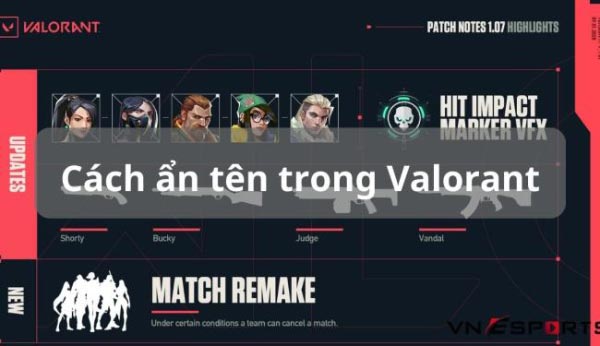 VALORANT
PATCH NOTES 1.07 HIGHLIGHTS
UPDATES
HIT IMPACT
MARKER VFX
Cách ẩn tên trong Valorant
Shorty
Bucky
Judge
Vandal
NEW
MATCH REMAKE
Under certain conditions a team can cancel a match.
VNESPORTS